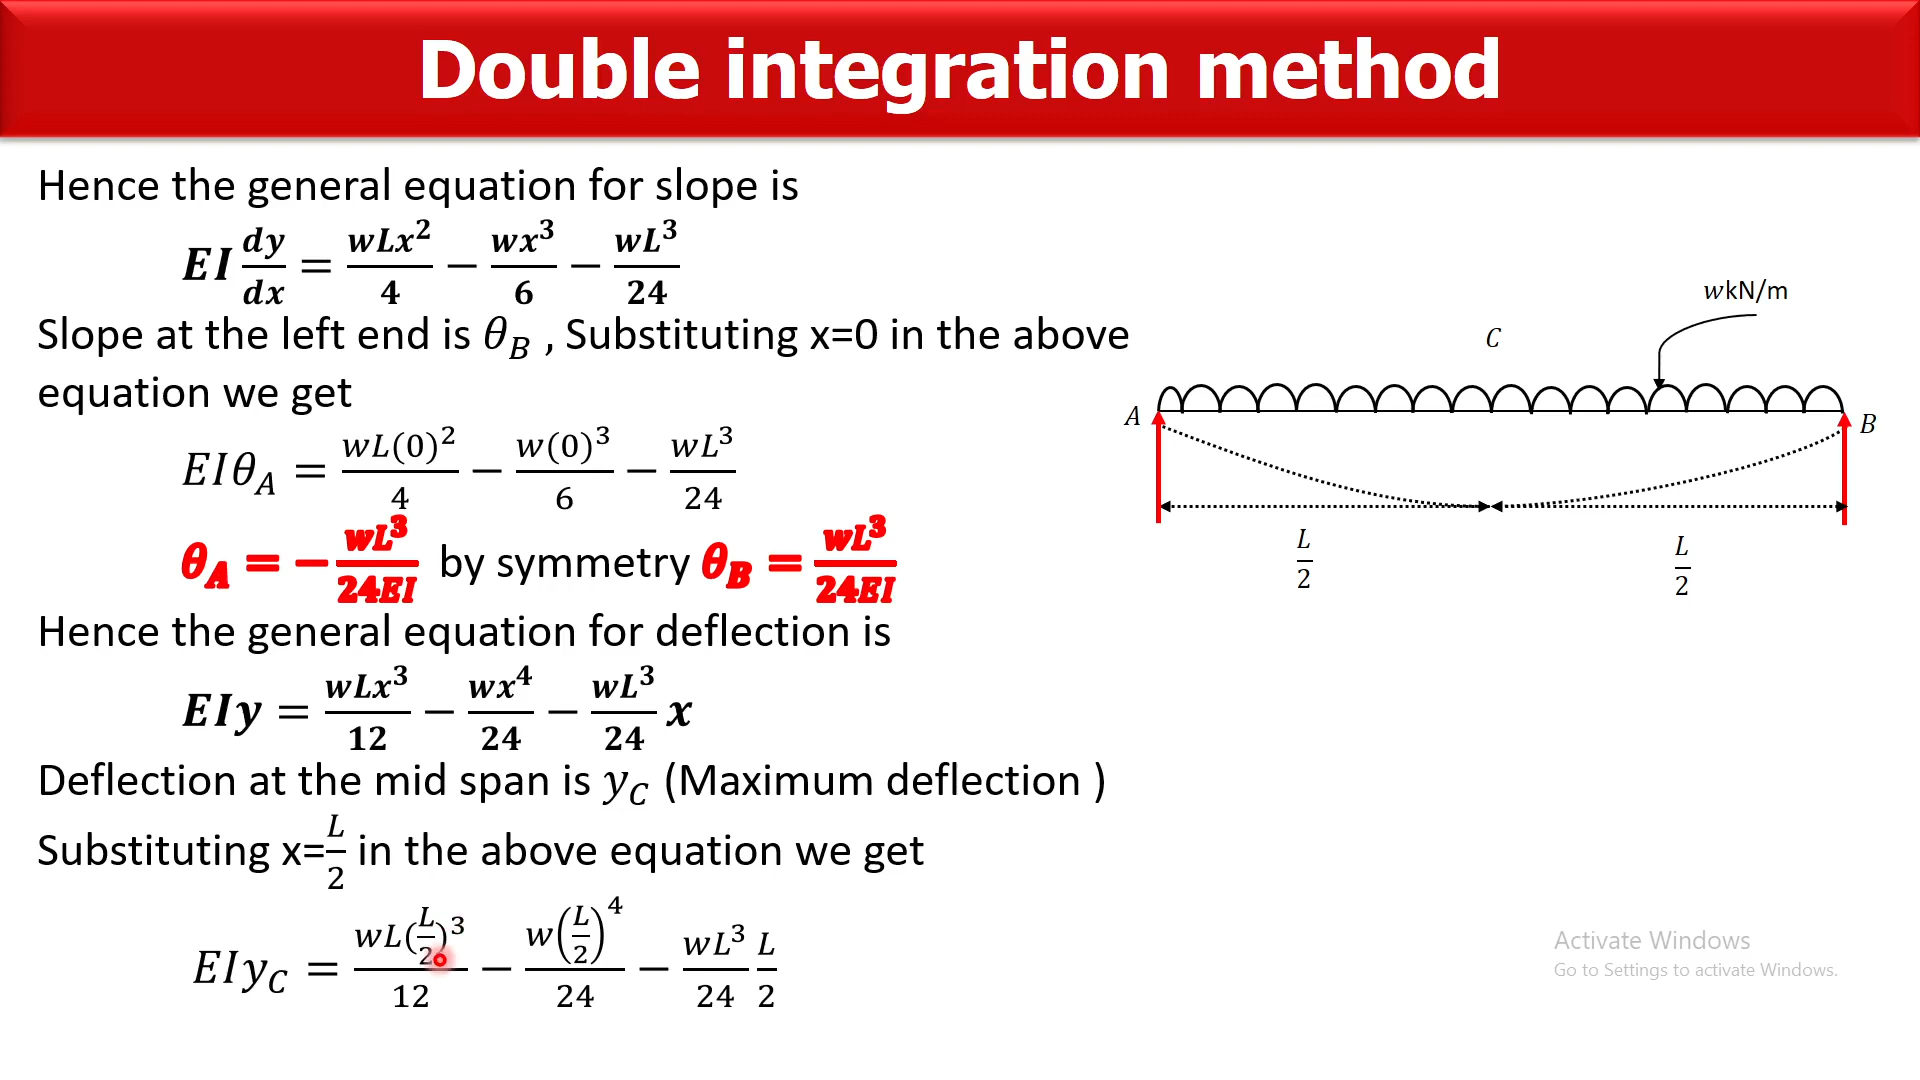 Double integration method
Hence the general equation for slope is
EI dy/dx = wLx²/4 − wx³/6 − wL³/24
Slope at the left end is θ_B , Substituting x=0 in the above
equation we get
EIθ_A = wL(0)²/4 − w(0)³/6 − wL³/24
θ_A = − wL³/24EI by symmetry θ_B = wL³/24EI
Hence the general equation for deflection is
EIy = wLx³/12 − wx⁴/24 − wL³/24 x
Deflection at the mid span is y_C (Maximum deflection )
Substituting x= L/2 in the above equation we get
EIy_C = wL(L/2)³/12 − w(L/2)⁴/24 − wL³/24 L/2
wkN/m
C
A
B
L/2
L/2
Activate Windows
Go to Settings to activate Windows.